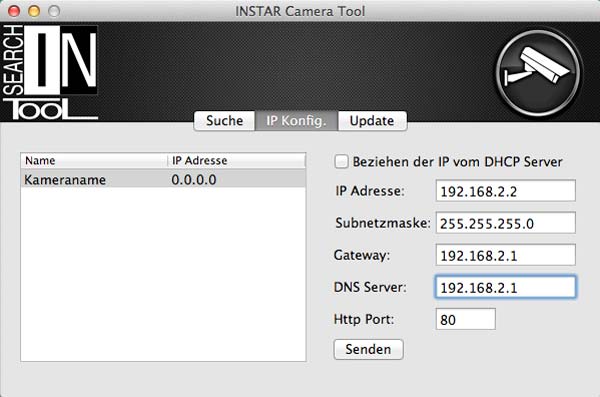 INSTAR Camera Tool
SEARCH
IN
TOOL
Suche
IP Konfig.
Update
Name
IP Adresse
Kameraname
0.0.0.0
Beziehen der IP vom DHCP Server
IP Adresse:
192.168.2.2
Subnetzmaske:
255.255.255.0
Gateway:
192.168.2.1
DNS Server:
192.168.2.1
Http Port:
80
Senden